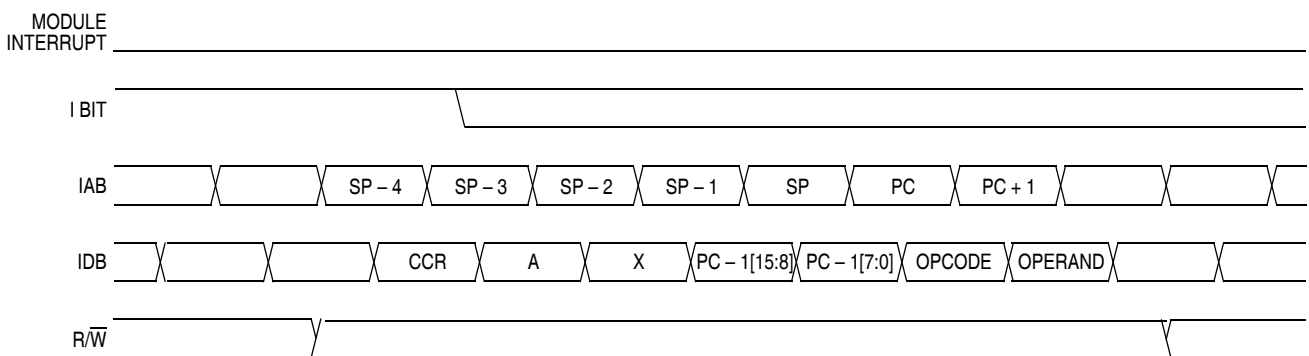 MODULE
INTERRUPT
I BIT
IAB SP – 4 SP – 3 SP – 2 SP – 1 SP PC PC + 1
IDB CCR A X PC – 1[15:8] PC – 1[7:0] OPCODE OPERAND
R/W̅